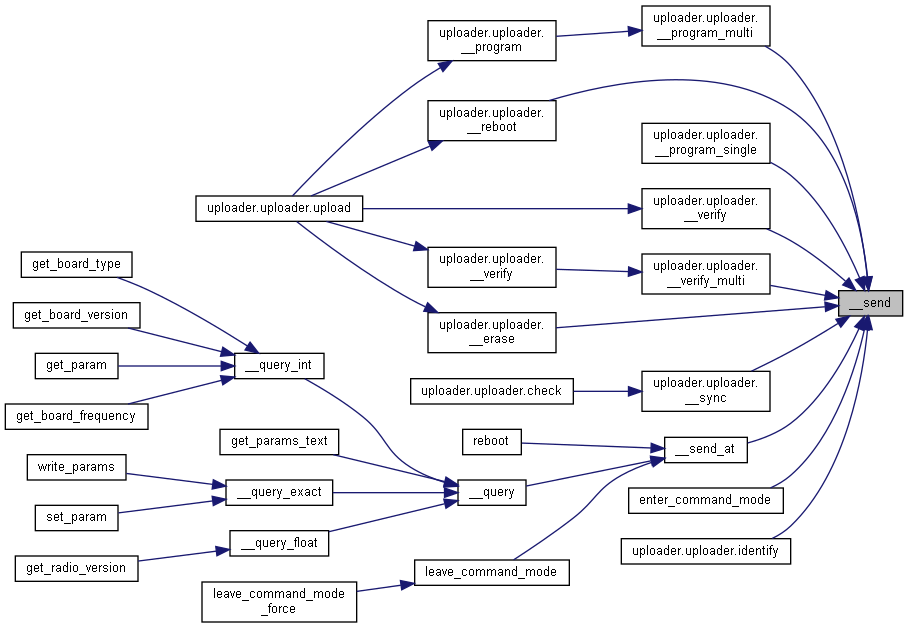 uploader.uploader.
__program_multi
uploader.uploader.
__program
uploader.uploader.
__reboot
uploader.uploader.
__program_single
uploader.uploader.upload
uploader.uploader.
__verify
uploader.uploader.
__verify
uploader.uploader.
__verify_multi
get_board_type
__send
get_board_version
uploader.uploader.
__erase
get_param
__query_int
uploader.uploader.check
uploader.uploader.
__sync
get_board_frequency
get_params_text
reboot
__send_at
write_params
__query_exact
__query
enter_command_mode
set_param
__query_float
uploader.uploader.identify
get_radio_version
leave_command_mode
leave_command_mode
_force